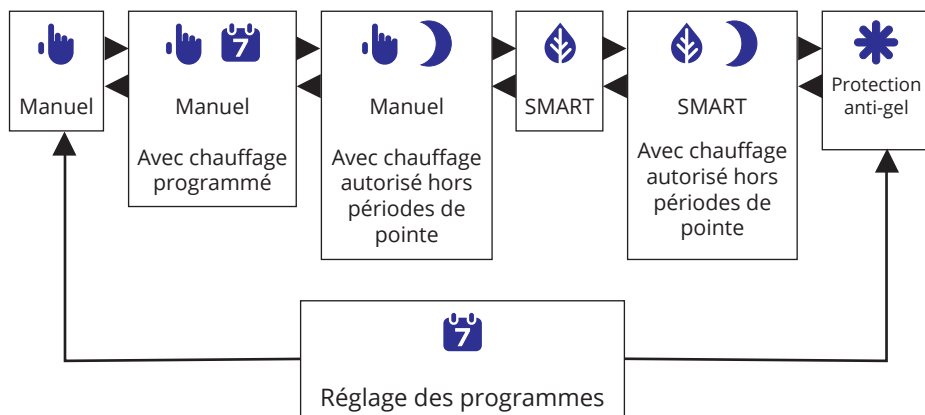 Manuel
7
Manuel
Avec chauffage
programmé
Manuel
Avec chauffage
autorisé hors
périodes de
pointe
SMART
SMART
Avec chauffage
autorisé hors
périodes de
pointe
Protection
anti-gel
7
Réglage des programmes